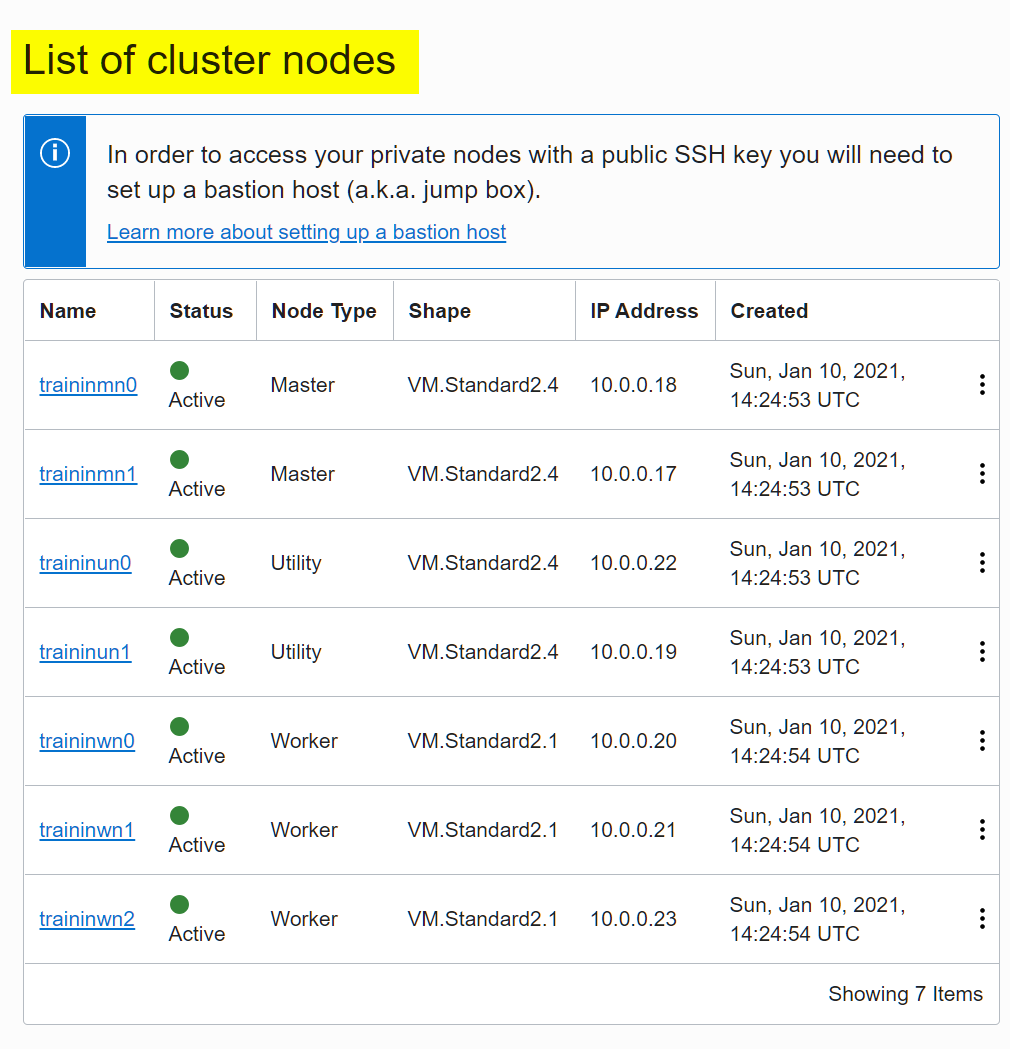 List of cluster nodes
In order to access your private nodes with a public SSH key you will need to
set up a bastion host (a.k.a. jump box).
Learn more about setting up a bastion host
Name Status Node Type Shape IP Address Created
traininmn0 Active Master VM.Standard2.4 10.0.0.18 Sun, Jan 10, 2021,
14:24:53 UTC
traininmn1 Active Master VM.Standard2.4 10.0.0.17 Sun, Jan 10, 2021,
14:24:53 UTC
traininun0 Active Utility VM.Standard2.4 10.0.0.22 Sun, Jan 10, 2021,
14:24:53 UTC
traininun1 Active Utility VM.Standard2.4 10.0.0.19 Sun, Jan 10, 2021,
14:24:53 UTC
traininwn0 Active Worker VM.Standard2.1 10.0.0.20 Sun, Jan 10, 2021,
14:24:54 UTC
traininwn1 Active Worker VM.Standard2.1 10.0.0.21 Sun, Jan 10, 2021,
14:24:54 UTC
traininwn2 Active Worker VM.Standard2.1 10.0.0.23 Sun, Jan 10, 2021,
14:24:54 UTC
Showing 7 Items